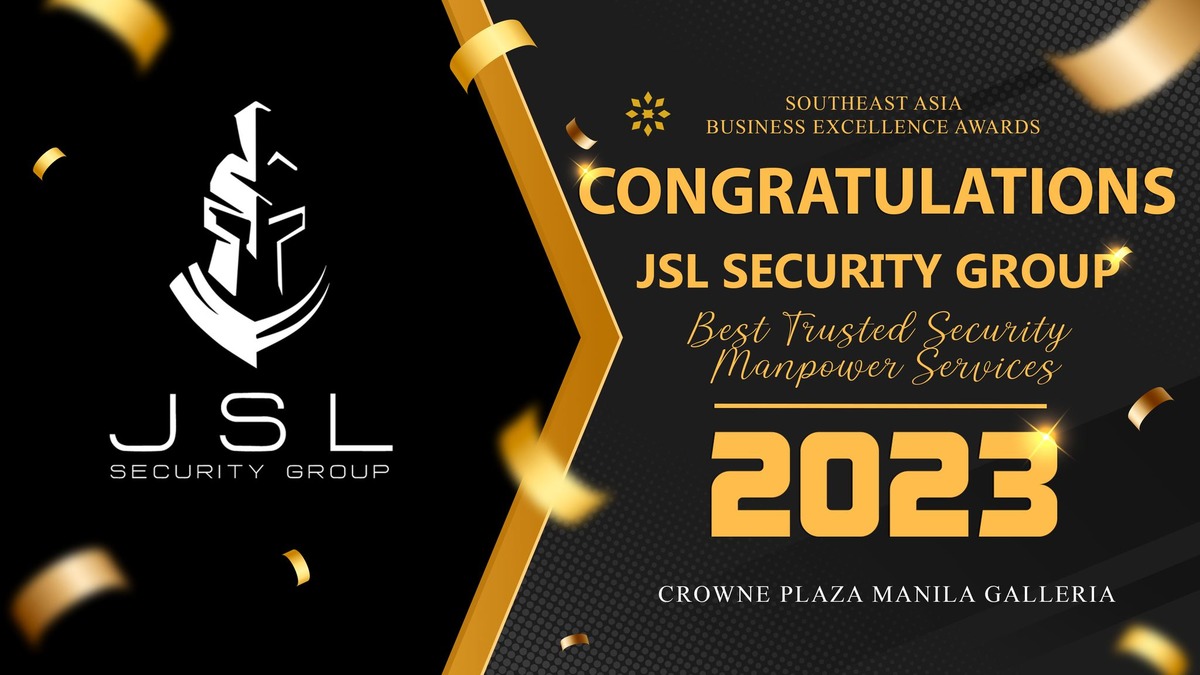 JSL
SECURITY GROUP
SOUTHEAST ASIA
BUSINESS EXCELLENCE AWARDS
CONGRATULATIONS
JSL SECURITY GROUP
Best Trusted Security
Manpower Services
2023
CROWNE PLAZA MANILA GALLERIA